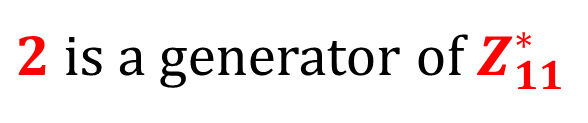 2 is a generator of Z*11